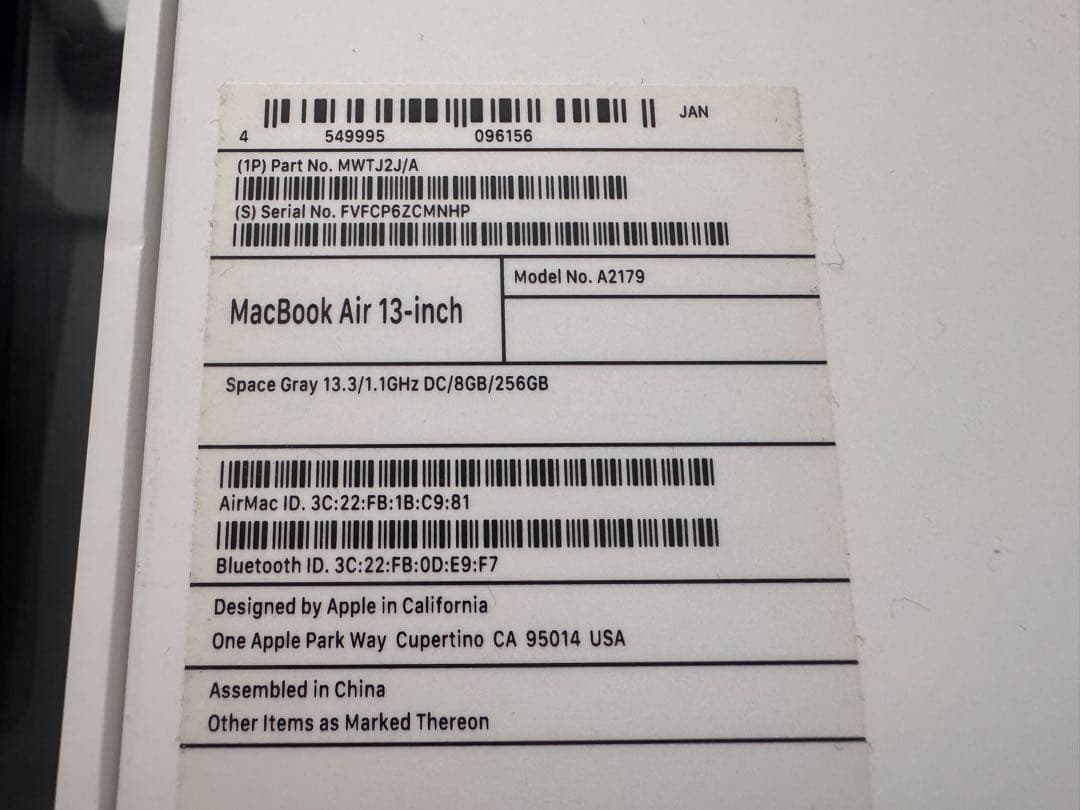 JAN
4 549995 096156
(1P) Part No. MWTJ2J/A
(S) Serial No. FVFCP6ZCMNHP
MacBook Air 13-inch
Model No. A2179
Space Gray 13.3/1.1GHz DC/8GB/256GB
AirMac ID. 3C:22:FB:1B:C9:81
Bluetooth ID. 3C:22:FB:0D:E9:F7
Designed by Apple in California
One Apple Park Way Cupertino CA 95014 USA
Assembled in China
Other Items as Marked Thereon